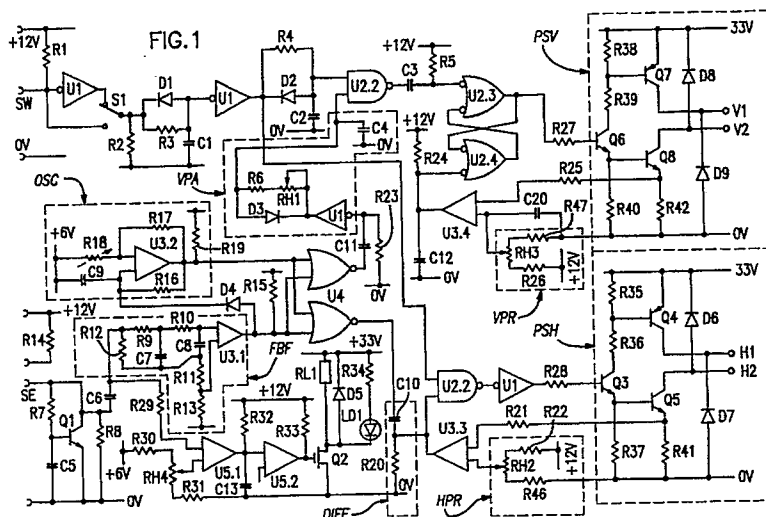 FIG.1
PSV
+12V
R1
SW
U1
S1
D1
R2
R3
C1
0V
U1
R4
D2
C2
0V
U2.2
C3
+12V
R5
C4
0V
U2.3
U2.4
+12V
R24
R27
R25
Q6
R38
R39
Q7
33V
D8
V1
V2
Q8
D9
R40
R42
0V
OSC
VPA
R6
RH1
D3
U1
R23
C11
0V
U3.4
C20
R47
RH3
R26
+12V
C12
0V
VPR
+6V
R18
C9
R17
U3.2
R16
R19
D4
R15
U4
PSH
+12V
R14
R12
R9
R10
C7
C8
U3.1
R11
R13
FBF
+33V
RL1
D5
R34
LD1
C10
U2.2
U1
R28
R35
R36
Q4
33V
D6
H1
H2
Q3
Q5
D7
R37
R41
0V
SE
R7
Q1
C6
R8
C5
0V
R29
R30
+6V
RH4
R31
U5.1
+12V
R32
R33
U5.2
C13
Q2
R20
0V
U3.3
R21
R22
RH2
+12V
R46
DIFF
HPR